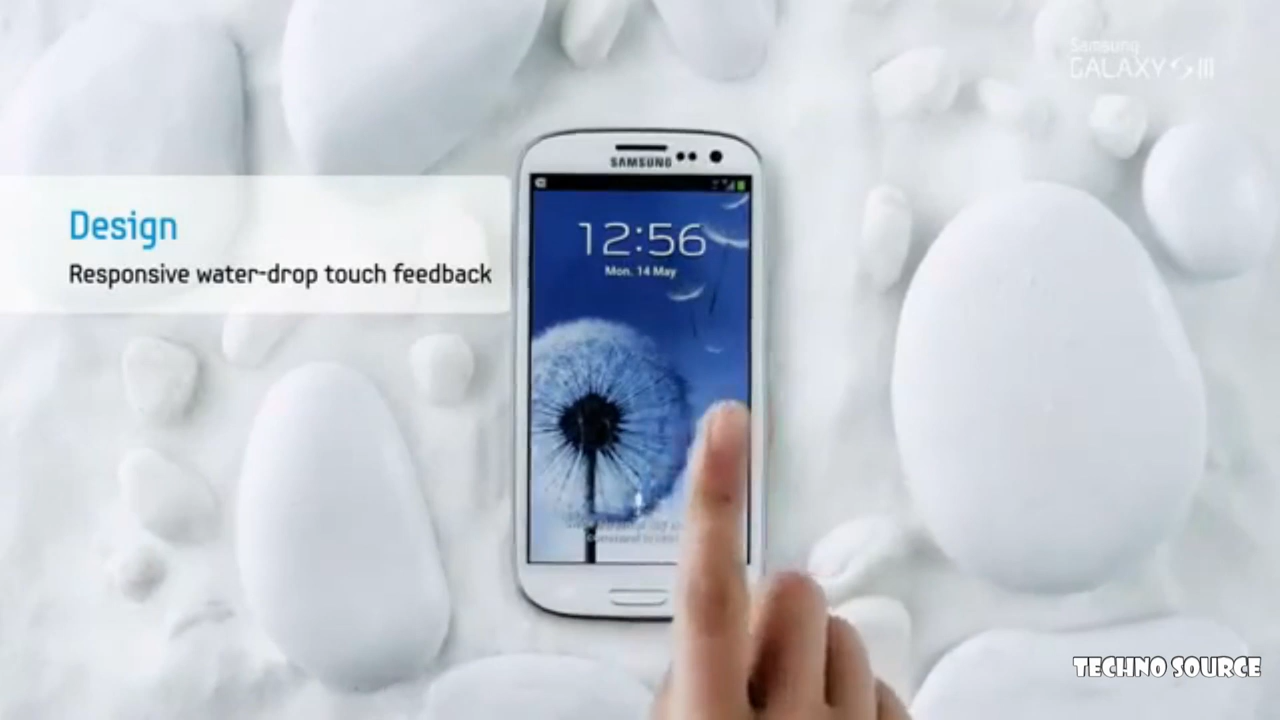 Samsung
GALAXY S III
Design
Responsive water-drop touch feedback
SAMSUNG
12:56
Mon. 14 May
TECHNO SOURCE